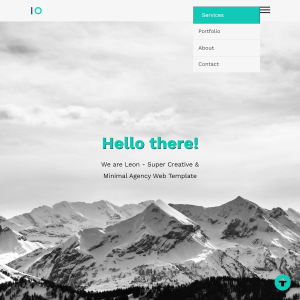 IO
Services
Portfolio
About
Contact
Hello there!
We are Leon - Super Creative &
Minimal Agency Web Template